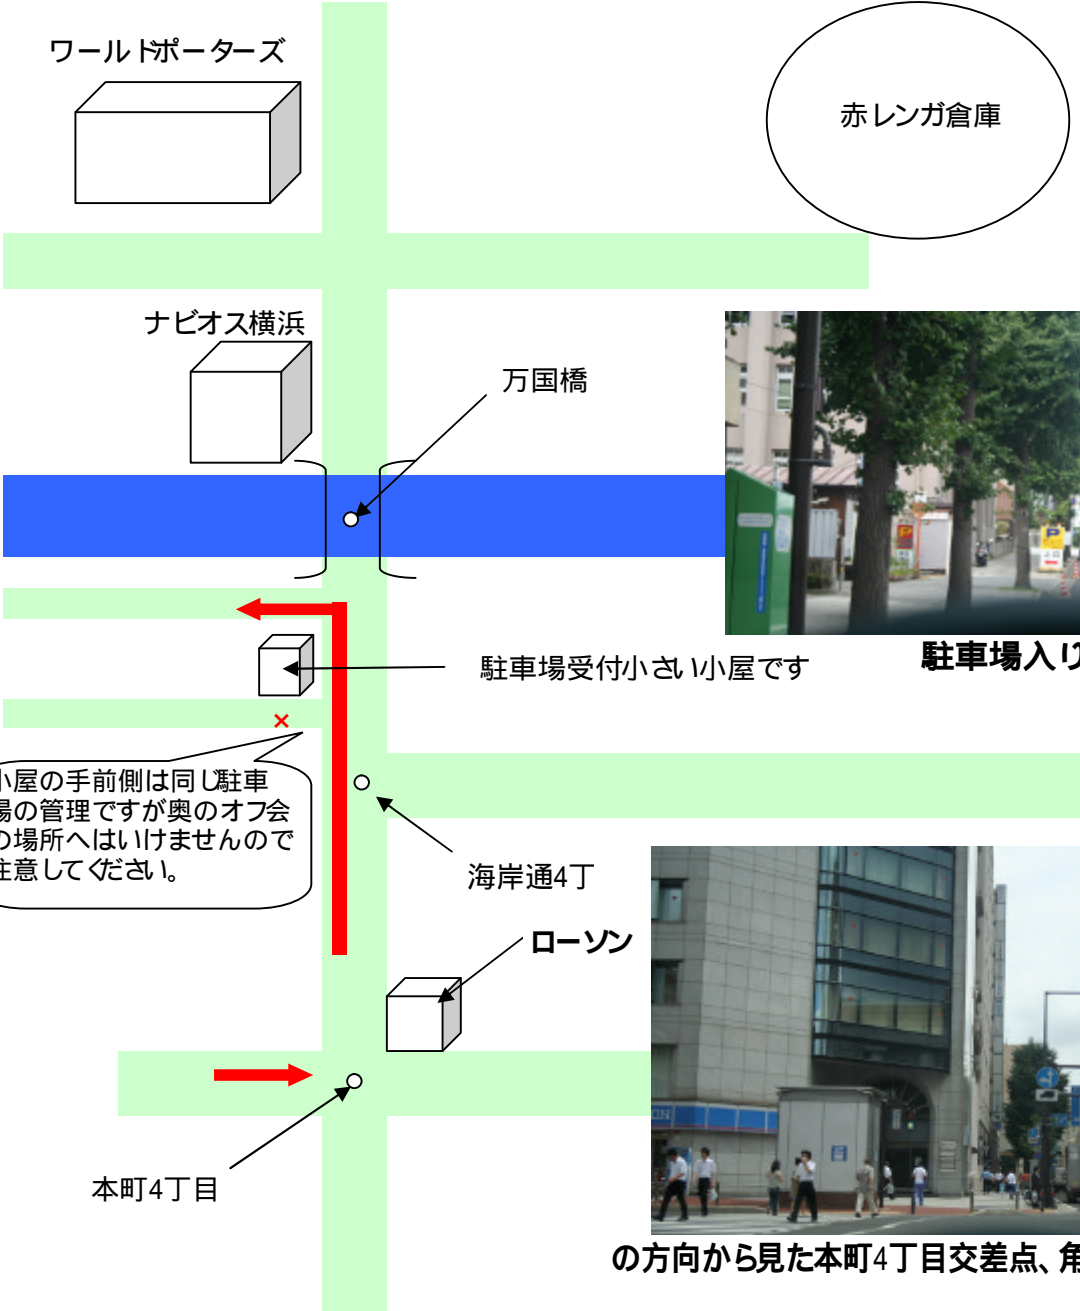 ワールドポーターズ
赤レンガ倉庫
ナビオス横浜
万国橋
駐車場入り
駐車場受付小さい小屋です
小屋の手前側は同じ駐車
場の管理ですが奥のオフ会
の場所へはいけませんので
注意してください。
海岸通4丁
ローソン
本町4丁目
の方向から見た本町4丁目交差点、角